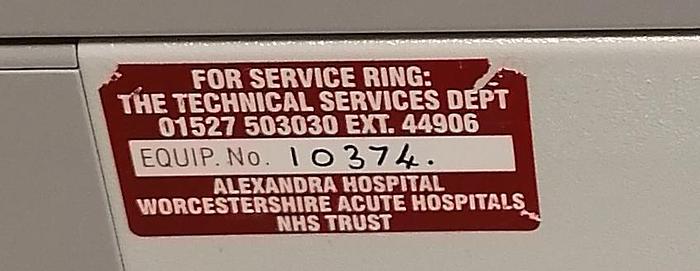 FOR SERVICE RING:
THE TECHNICAL SERVICES DEPT
01527 503030 EXT. 44906
EQUIP. No. 10374.
ALEXANDRA HOSPITAL
WORCESTERSHIRE ACUTE HOSPITALS
NHS TRUST